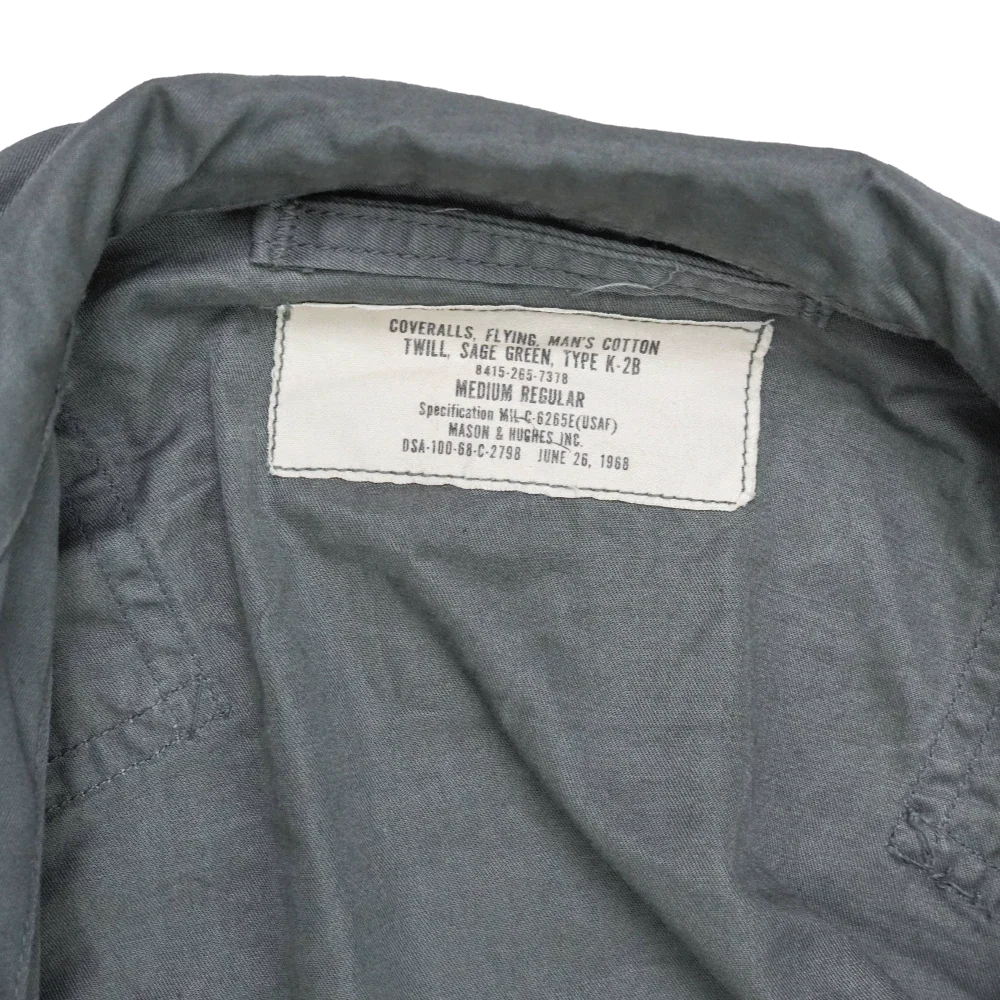 COVERALLS, FLYING, MAN'S COTTON
TWILL, SAGE GREEN, TYPE K-2B
8415-265-7378
MEDIUM REGULAR
Specification MIL-C-6265E(USAF)
MASON & HUGHES INC.
DSA-100-68-C-2798 JUNE 26, 1968